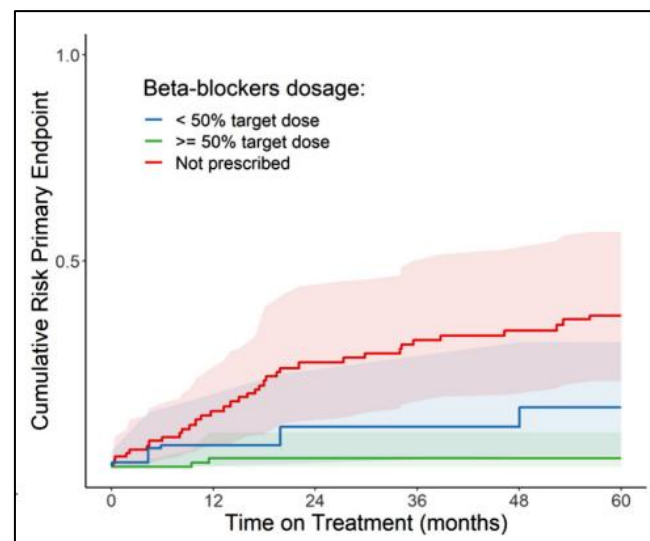 1.0
Beta-blockers dosage:
< 50% target dose
>= 50% target dose
Not prescribed
0.5
Cumulative Risk Primary Endpoint
0 12 24 36 48 60
Time on Treatment (months)